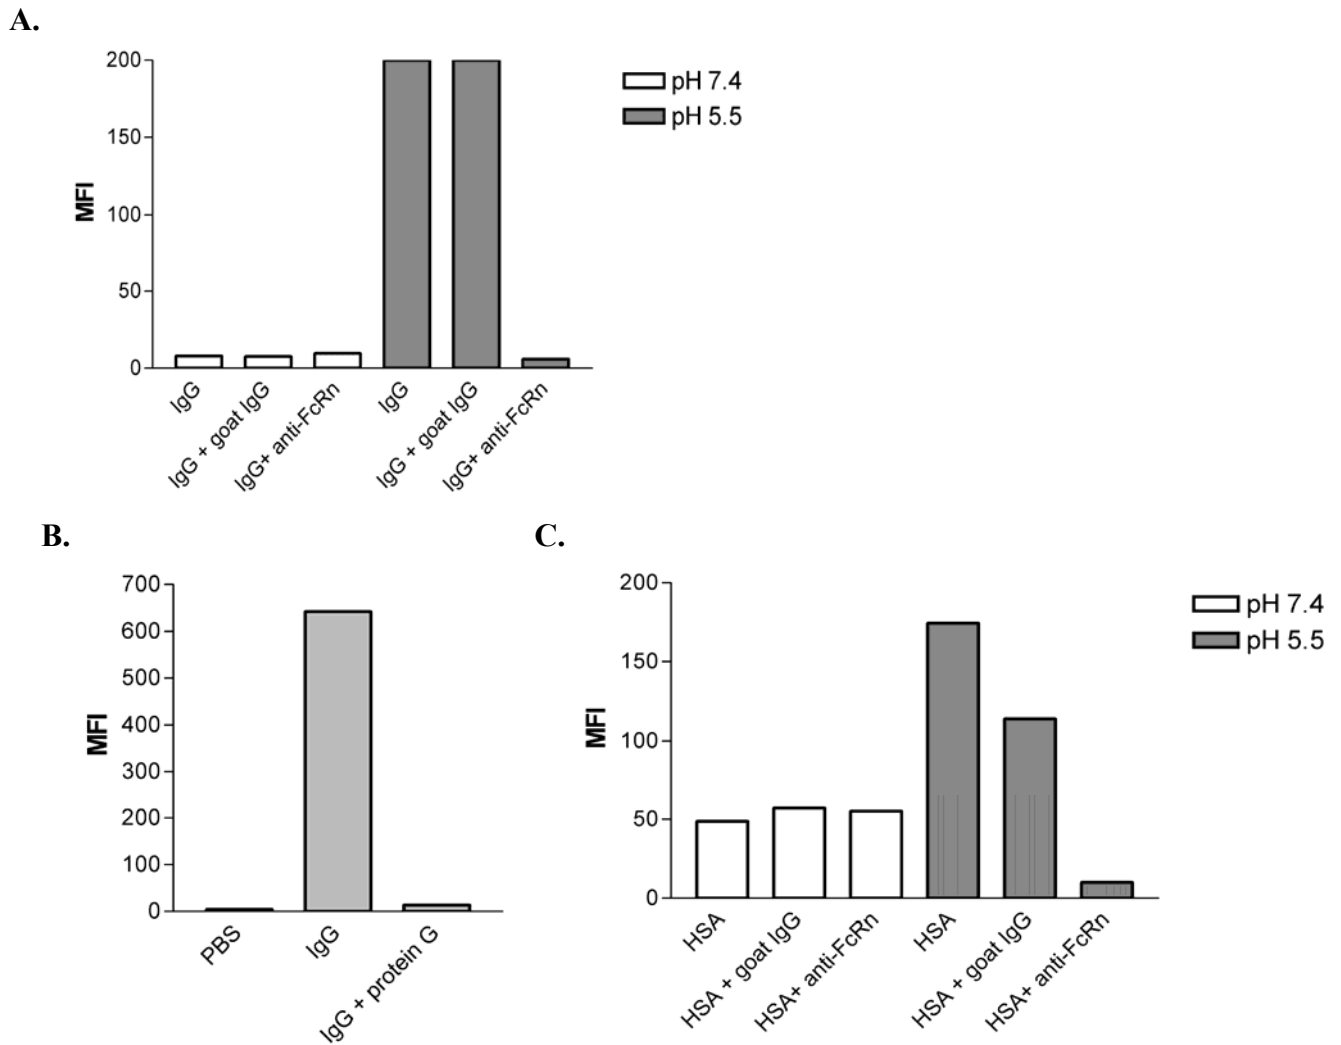 A.
200
150
100
50
0
MFI
pH 7.4
pH 5.5
IgG
IgG + goat IgG
IgG+ anti-FcRn
IgG
IgG + goat IgG
IgG+ anti-FcRn
B.
700
600
500
400
300
200
100
0
MFI
PBS
IgG
IgG + protein G
C.
200
150
100
50
0
MFI
pH 7.4
pH 5.5
HSA
HSA + goat IgG
HSA+ anti-FcRn
HSA
HSA + goat IgG
HSA+ anti-FcRn